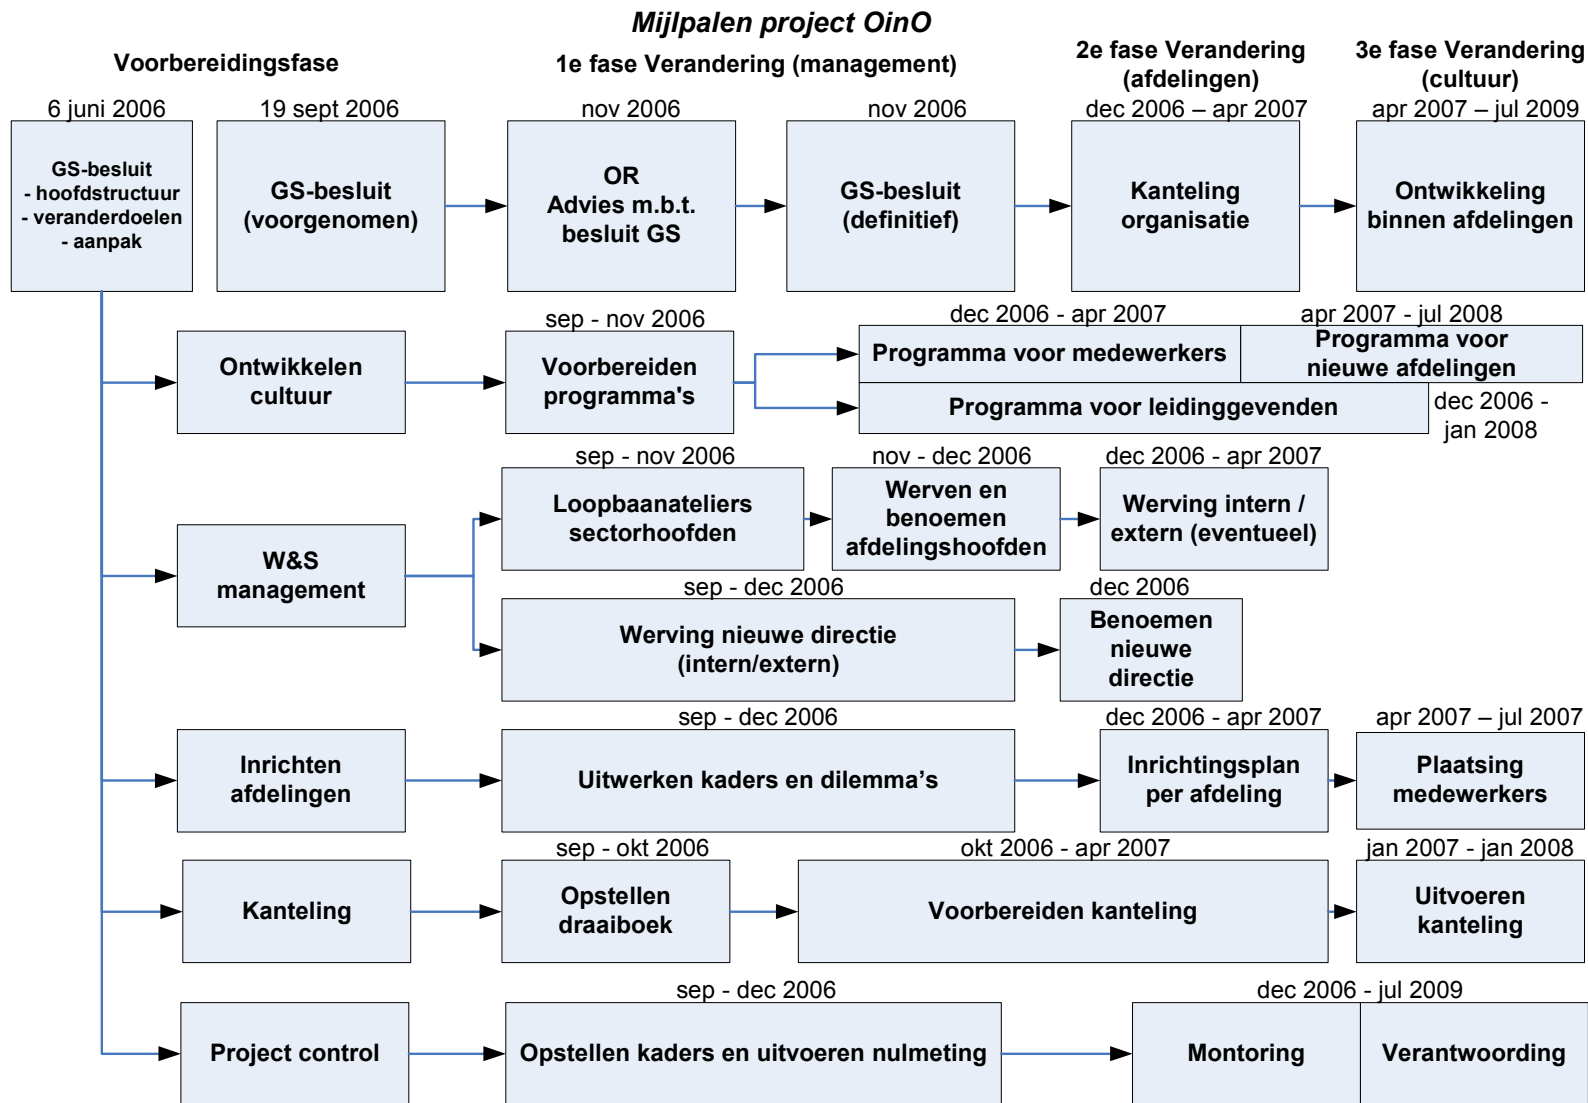 Mijlpalen project OinO
Voorbereidingsfase
1e fase Verandering (management)
2e fase Verandering
(afdelingen)
3e fase Verandering
(cultuur)
6 juni 2006
19 sept 2006
nov 2006
nov 2006
dec 2006 – apr 2007
apr 2007 – jul 2009
GS-besluit
- hoofdstructuur
- veranderdoelen
- aanpak
GS-besluit
(voorgenomen)
OR
Advies m.b.t.
besluit GS
GS-besluit
(definitief)
Kanteling
organisatie
Ontwikkeling
binnen afdelingen
sep - nov 2006
dec 2006 - apr 2007
apr 2007 - jul 2008
Ontwikkelen
cultuur
Voorbereiden
programma's
Programma voor medewerkers
Programma voor
nieuwe afdelingen
Programma voor leidinggevenden
dec 2006 -
jan 2008
sep - nov 2006
nov - dec 2006
dec 2006 - apr 2007
W&S
management
Loopbaanateliers
sectorhoofden
Werven en
benoemen
afdelingshoofden
Werving intern /
extern (eventueel)
sep - dec 2006
dec 2006
Werving nieuwe directie
(intern/extern)
Benoemen
nieuwe
directie
sep - dec 2006
dec 2006 - apr 2007
apr 2007 – jul 2007
Inrichten
afdelingen
Uitwerken kaders en dilemma’s
Inrichtingsplan
per afdeling
Plaatsing
medewerkers
sep - okt 2006
okt 2006 - apr 2007
jan 2007 - jan 2008
Kanteling
Opstellen
draaiboek
Voorbereiden kanteling
Uitvoeren
kanteling
sep - dec 2006
dec 2006 - jul 2009
Project control
Opstellen kaders en uitvoeren nulmeting
Montoring
Verantwoording